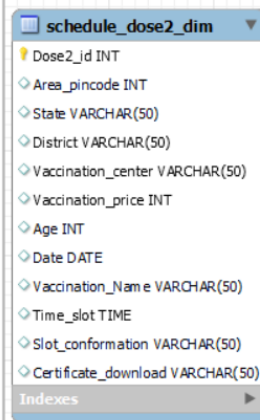 schedule_dose2_dim
Dose2_id INT
Area_pincode INT
State VARCHAR(50)
District VARCHAR(50)
Vaccination_center VARCHAR(50)
Vaccination_price INT
Age INT
Date DATE
Vaccination_Name VARCHAR(50)
Time_slot TIME
Slot_conformation VARCHAR(50)
Certificate_download VARCHAR(50)
Indexes